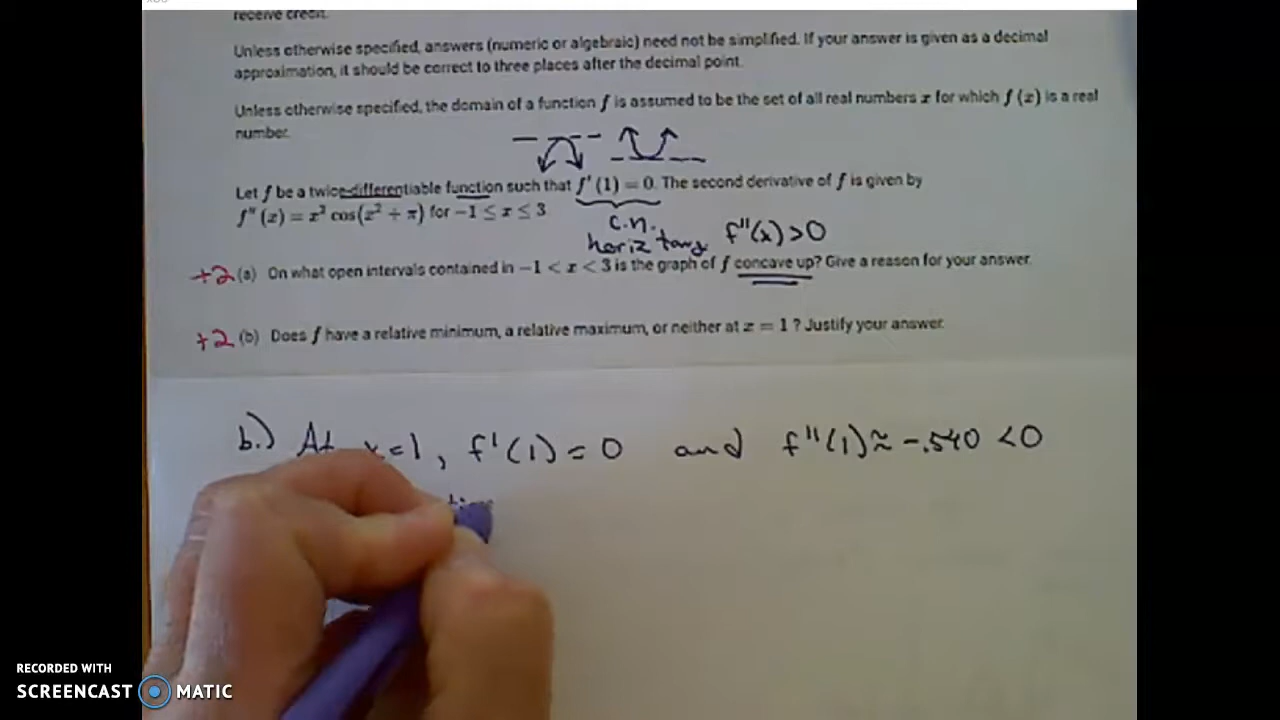 receive credit.
Unless otherwise specified, answers (numeric or algebraic) need not be simplified. If your answer is given as a decimal
approximation, it should be correct to three places after the decimal point.
Unless otherwise specified, the domain of a function f is assumed to be the set of all real numbers x for which f (x) is a real
number.
Let f be a twice-differentiable function such that f' (1) = 0. The second derivative of f is given by
f" (x) = x² cos(x² + π) for −1 ≤ x ≤ 3
c.n.
horiz tang f"(x) > 0
+2 (a) On what open intervals contained in −1 < x < 3 is the graph of f concave up? Give a reason for your answer.
+2 (b) Does f have a relative minimum, a relative maximum, or neither at x = 1 ? Justify your answer.
b.) At x=1, f'(1) = 0 and f"(1) ≈ -.540 < 0
RECORDED WITH
SCREENCAST MATIC